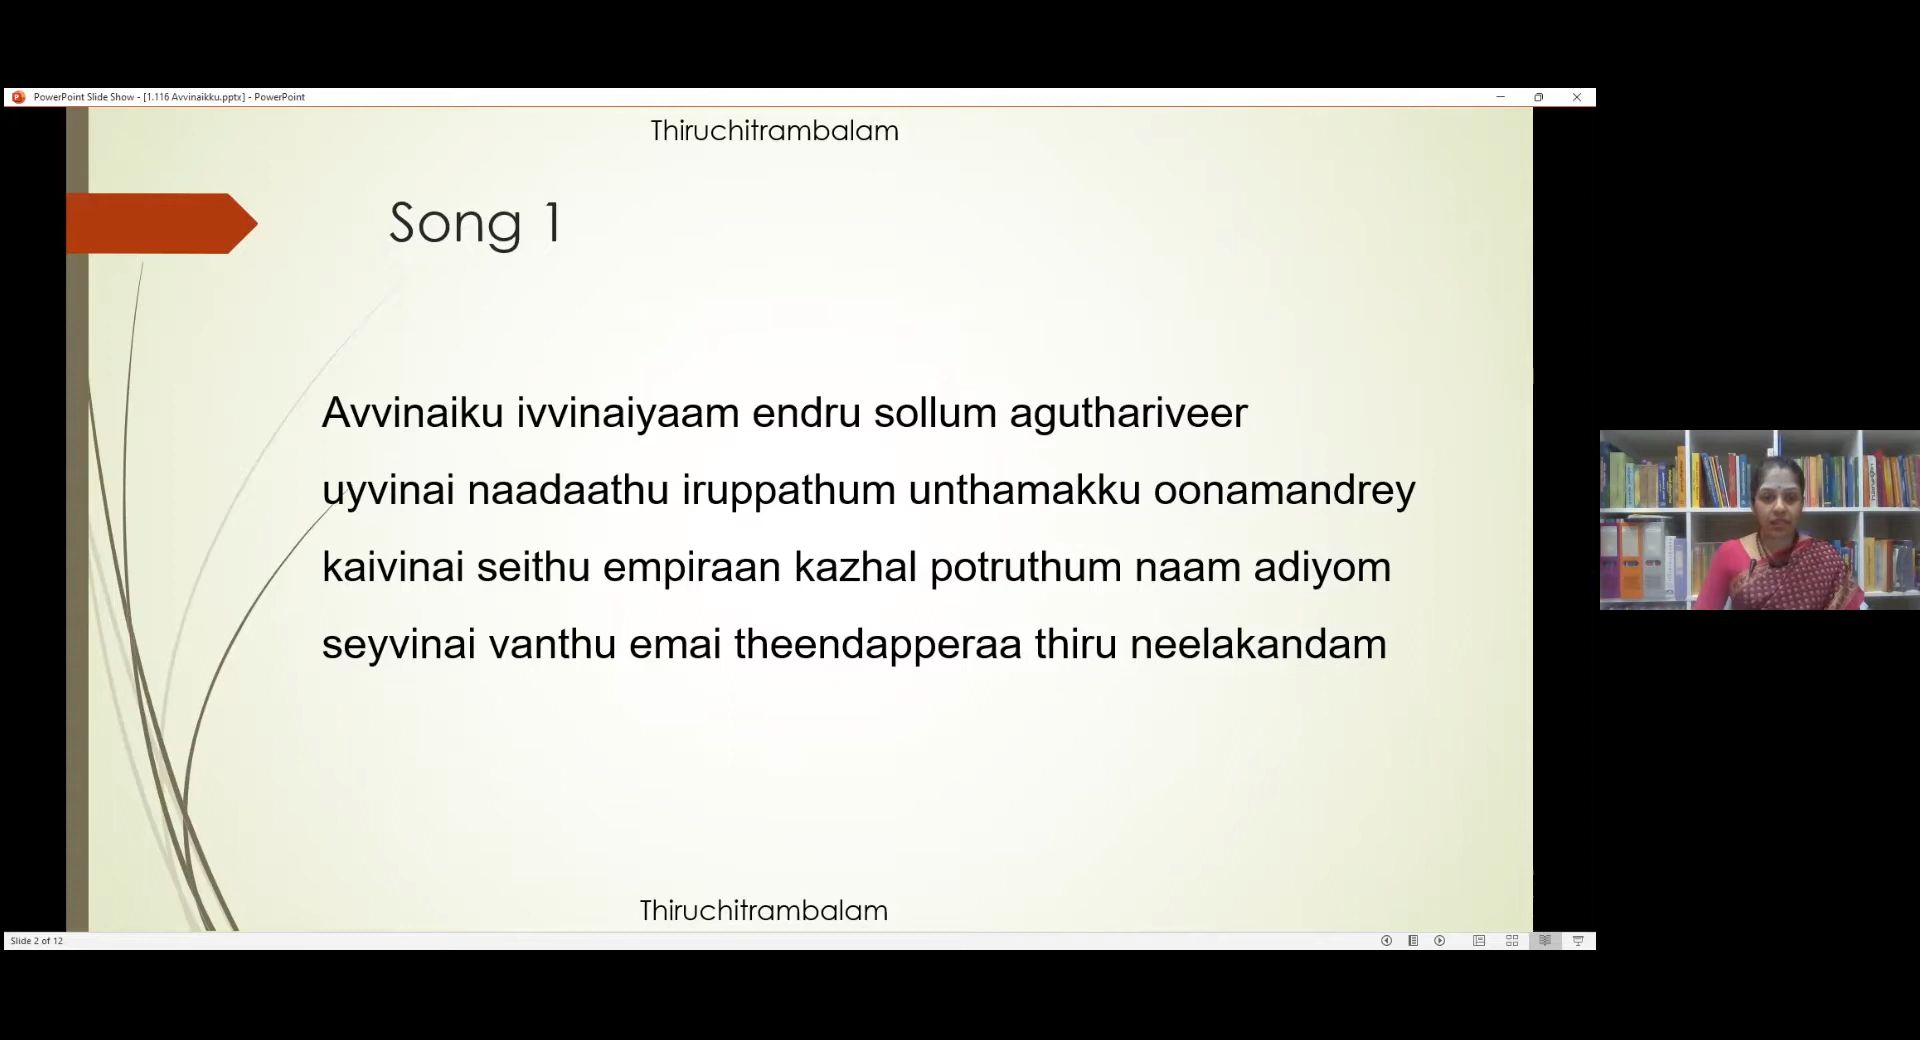 PowerPoint Slide Show - [1.116 Avvinaikku.pptx] - PowerPoint
Thiruchitrambalam
Song 1
Avvinaiku ivvinaiyaam endru sollum aguthariveer
uyvinai naadaathu iruppathum unthamakku oonamandrey
kaivinai seithu empiraan kazhal potruthum naam adiyom
seyvinai vanthu emai theendapperaa thiru neelakandam
Thiruchitrambalam
Slide 2 of 12